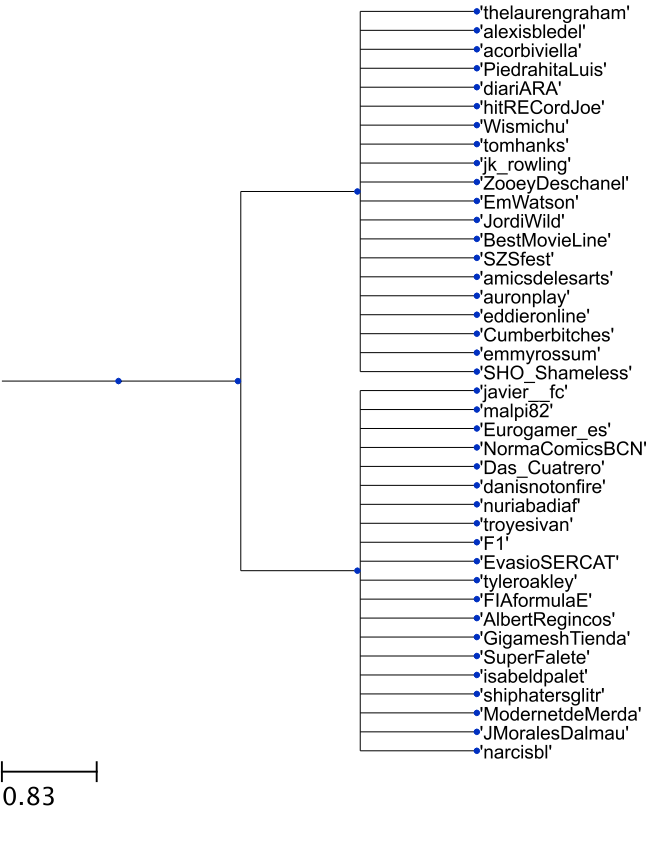 'thelaurengraham'
'alexisbledel'
'acorbiviella'
'PiedrahitaLuis'
'diariARA'
'hitRECordJoe'
'Wismichu'
'tomhanks'
'jk_rowling'
'ZooeyDeschanel'
'EmWatson'
'JordiWild'
'BestMovieLine'
'SZSfest'
'amicsdelesarts'
'auronplay'
'eddieronline'
'Cumberbitches'
'emmyrossum'
'SHO_Shameless'
'javier__fc'
'malpi82'
'Eurogamer_es'
'NormaComicsBCN'
'Das_Cuatrero'
'danisnotonfire'
'nuriabadiaf'
'troyesivan'
'F1'
'EvasioSERCAT'
'tyleroakley'
'FIAformulaE'
'AlbertRegincos'
'GigameshTienda'
'SuperFalete'
'isabeldpalet'
'shiphatersglitr'
'ModernetdeMerda'
'JMoralesDalmau'
'narcisbl'
0.83